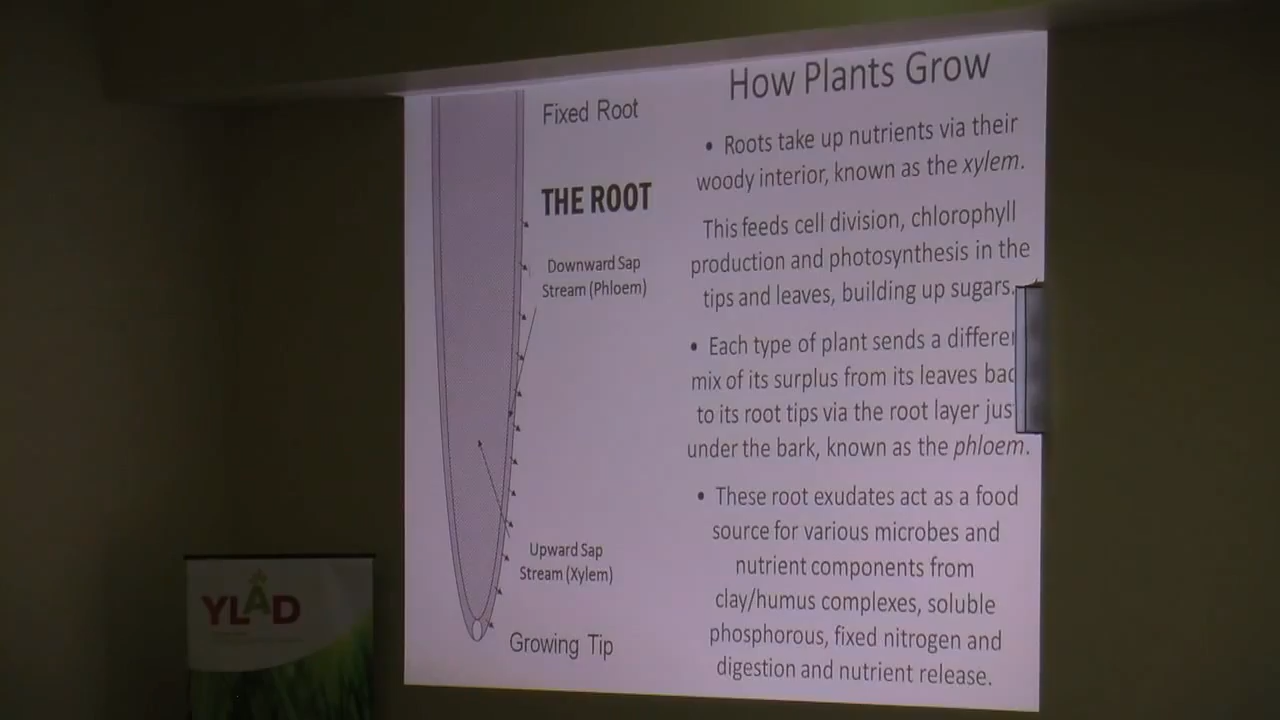 How Plants Grow
Fixed Root
THE ROOT
Downward Sap
Stream (Phloem)
Upward Sap
Stream (Xylem)
Growing Tip
• Roots take up nutrients via their
woody interior, known as the xylem.
This feeds cell division, chlorophyll
production and photosynthesis in the
tips and leaves, building up sugars.
• Each type of plant sends a differen
mix of its surplus from its leaves bac
to its root tips via the root layer jus
under the bark, known as the phloem.
• These root exudates act as a food
source for various microbes and
nutrient components from
clay/humus complexes, soluble
phosphorous, fixed nitrogen and
digestion and nutrient release.
YLAD